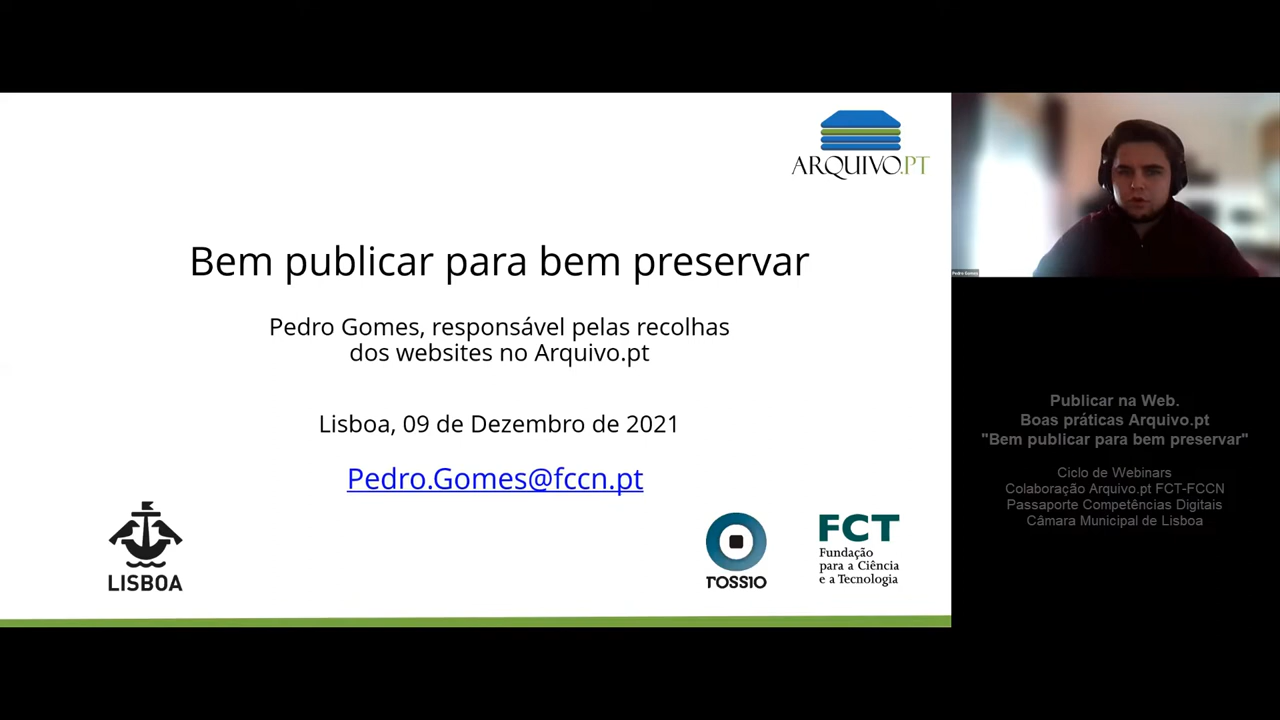 ARQUIVO.PT
Bem publicar para bem preservar
Pedro Gomes, responsável pelas recolhas
dos websites no Arquivo.pt
Lisboa, 09 de Dezembro de 2021
Pedro.Gomes@fccn.pt
LISBOA
rossio
FCT
Fundação
para a Ciência
e a Tecnologia
Pedro Gomes
Publicar na Web.
Boas práticas Arquivo.pt
"Bem publicar para bem preservar"
Ciclo de Webinars
Colaboração Arquivo.pt FCT-FCCN
Passaporte Competências Digitais
Câmara Municipal de Lisboa